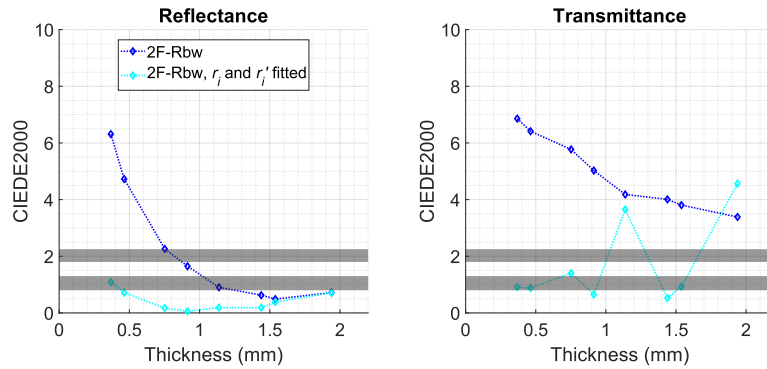 Reflectance
10
8
6
4
2
0
CIEDE2000
2F-Rbw
2F-Rbw, ri and ri' fitted
0 0.5 1 1.5 2
Thickness (mm)
Transmittance
10
8
6
4
2
0
CIEDE2000
0 0.5 1 1.5 2
Thickness (mm)